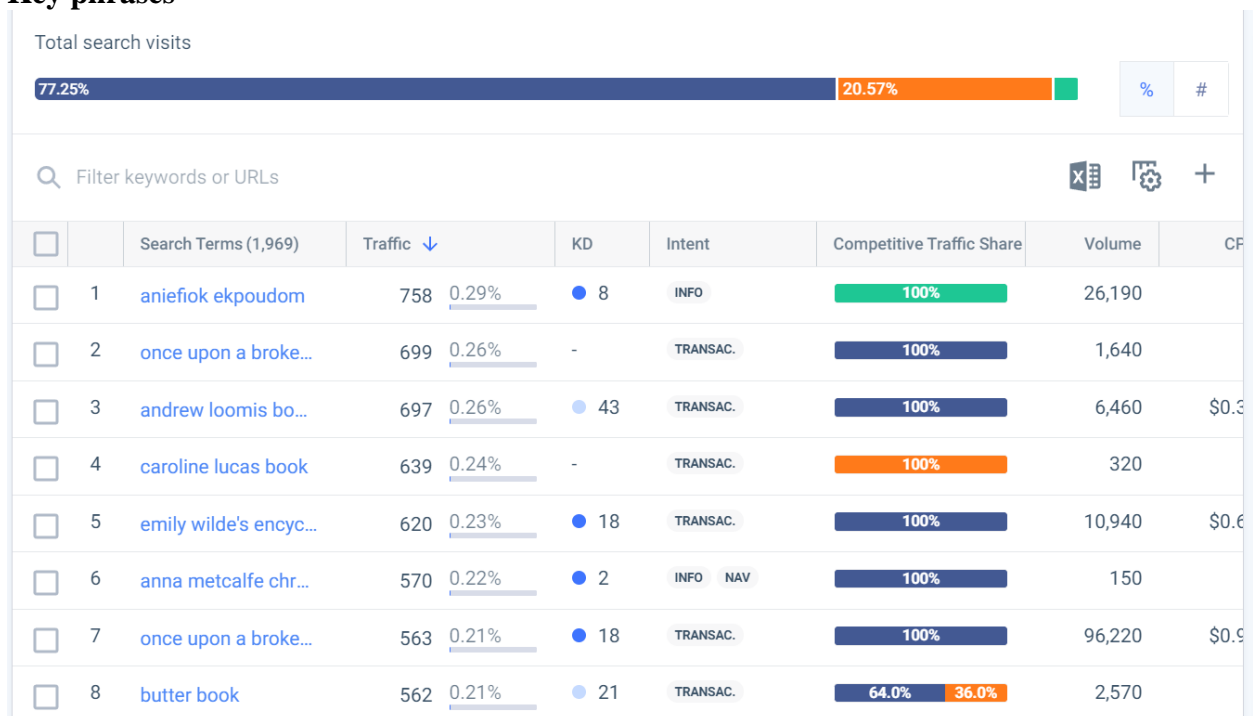 Key phrases
Total search visits
77.25% 20.57% % #
Filter keywords or URLs
Search Terms (1,969) Traffic ↓ KD Intent Competitive Traffic Share Volume
1 aniefiok ekpoudom 758 0.29% 8 INFO 100% 26,190
2 once upon a broke... 699 0.26% - TRANSAC. 100% 1,640
3 andrew loomis bo... 697 0.26% 43 TRANSAC. 100% 6,460 $0.3
4 caroline lucas book 639 0.24% - TRANSAC. 100% 320
5 emily wilde's encyc... 620 0.23% 18 TRANSAC. 100% 10,940 $0.6
6 anna metcalfe chr... 570 0.22% 2 INFO NAV 100% 150
7 once upon a broke... 563 0.21% 18 TRANSAC. 100% 96,220 $0.9
8 butter book 562 0.21% 21 TRANSAC. 64.0% 36.0% 2,570